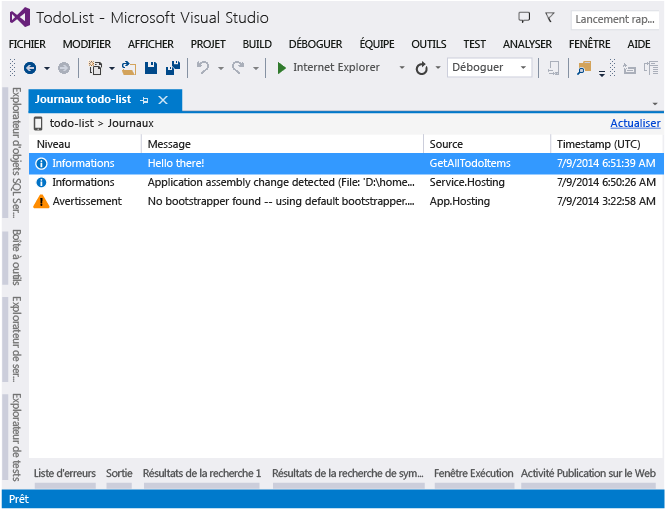 TodoList - Microsoft Visual Studio
Lancement rap...
FICHIER MODIFIER AFFICHER PROJET BUILD DÉBOGUER ÉQUIPE OUTILS TEST ANALYSER FENÊTRE AIDE
Internet Explorer Déboguer
Journaux todo-list
todo-list > Journaux Actualiser
Niveau Message Source Timestamp (UTC)
Informations Hello there! GetAllTodoItems 7/9/2014 6:51:39 AM
Informations Application assembly change detected (File: 'D:\home... Service.Hosting 7/9/2014 6:50:26 AM
Avertissement No bootstrapper found -- using default bootstrapper.... App.Hosting 7/9/2014 3:22:58 AM
Explorateur d'objets SQL Ser...
Boîte à outils
Explorateur de ser...
Explorateur de tests
Liste d'erreurs Sortie Résultats de la recherche 1 Résultats de la recherche de sym... Fenêtre Exécution Activité Publication sur le Web
Prêt